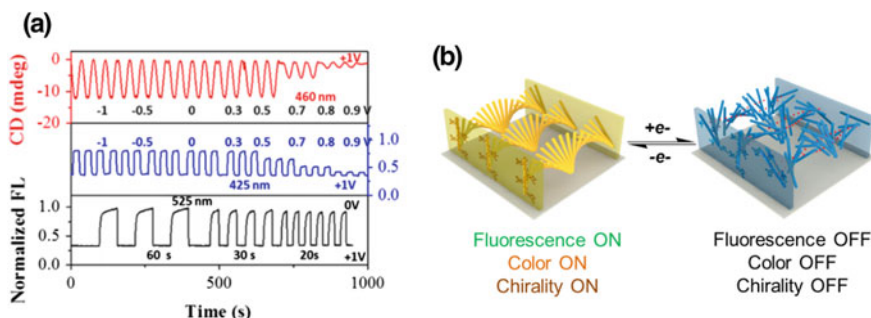 (a)
CD (mdeg)
0
-10
-20
+1V
460 nm
-1 -0.5 0 0.3 0.5 0.7 0.8 0.9 V
-1 -0.5 0 0.3 0.5 0.7 0.8 0.9V
1.0
0.5
0.0
425 nm
+1V
Normalized FL
1.0
0.5
0.0
525 nm
0V
60 s
30 s
20s
+1V
0 500 1000
Time (s)
(b)
+e-
-e-
Fluorescence ON
Color ON
Chirality ON
Fluorescence OFF
Color OFF
Chirality OFF